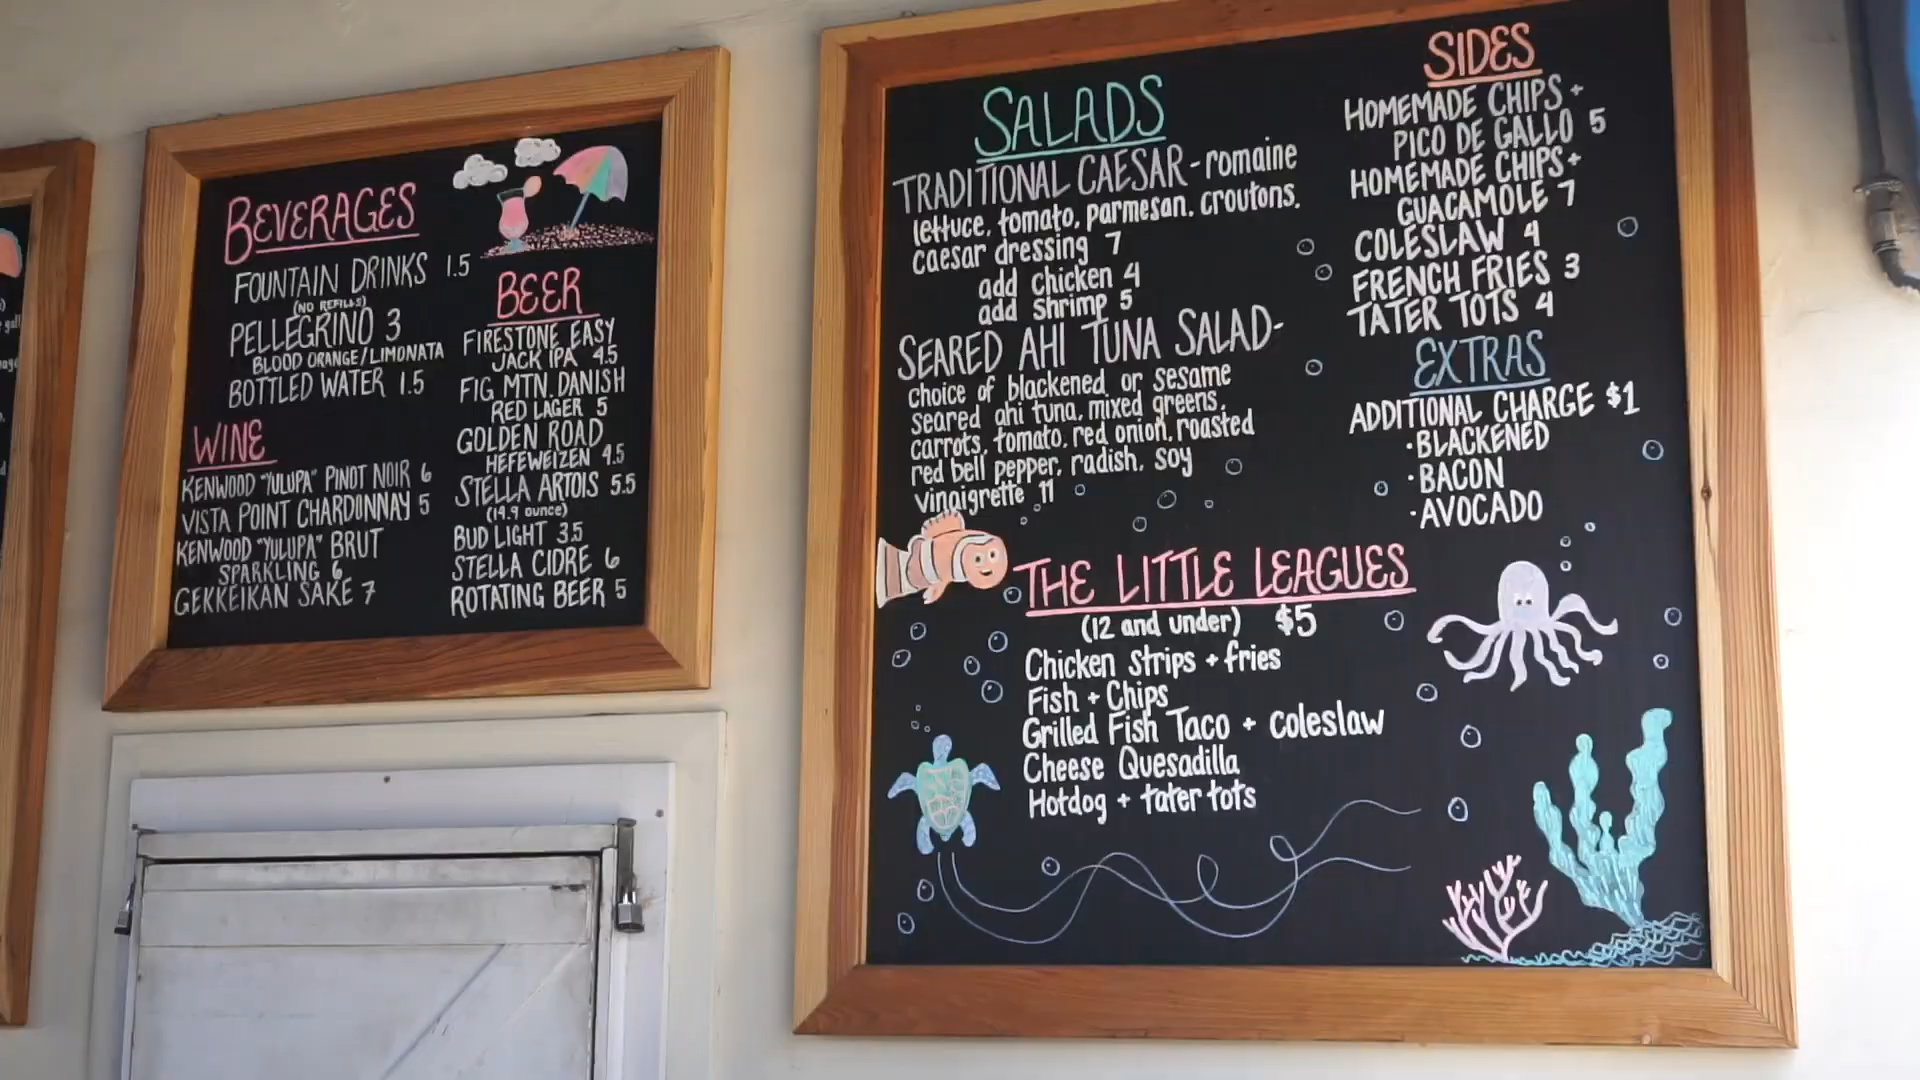 BEVERAGES
FOUNTAIN DRINKS 1.5
(NO REFILLS)
PELLEGRINO 3
BLOOD ORANGE/LIMONATA
BOTTLED WATER 1.5
WINE
KENWOOD "YULUPA" PINOT NOIR 6
VISTA POINT CHARDONNAY 5
KENWOOD "YULUPA" BRUT
SPARKLING 6
GEKKEIKAN SAKE 7
BEER
FIRESTONE EASY
JACK IPA 4.5
FIG MTN. DANISH
RED LAGER 5
GOLDEN ROAD
HEFEWEIZEN 4.5
STELLA ARTOIS 5.5
(14.9 ounce)
BUD LIGHT 3.5
STELLA CIDRE 6
ROTATING BEER 5
SALADS
TRADITIONAL CAESAR - romaine
lettuce, tomato, parmesan, croutons,
caesar dressing 7
add chicken 4
add shrimp 5
SEARED AHI TUNA SALAD-
choice of blackened or sesame
seared ahi tuna, mixed greens,
carrots, tomato, red onion, roasted
red bell pepper, radish, soy
vinaigrette 11
THE LITTLE LEAGUES
(12 and under) $5
Chicken strips + fries
Fish + Chips
Grilled Fish Taco + coleslaw
Cheese Quesadilla
Hotdog + tater tots
SIDES
HOMEMADE CHIPS +
PICO DE GALLO 5
HOMEMADE CHIPS +
GUACAMOLE 7
COLESLAW 4
FRENCH FRIES 3
TATER TOTS 4
EXTRAS
ADDITIONAL CHARGE $1
• BLACKENED
• BACON
• AVOCADO